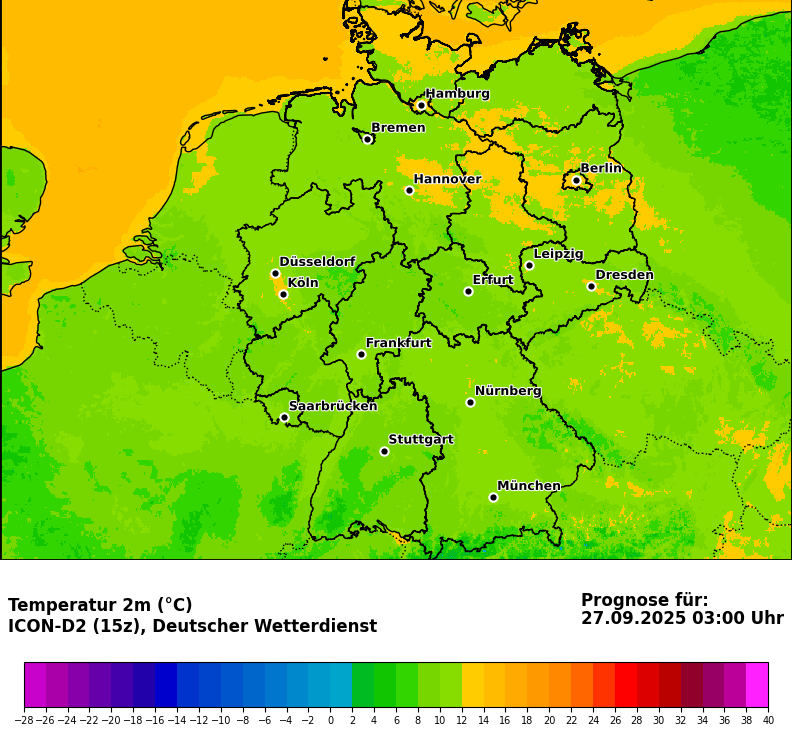 Hamburg
Bremen
Berlin
Hannover
Leipzig
Düsseldorf
Dresden
Köln
Erfurt
Frankfurt
Nürnberg
Saarbrücken
Stuttgart
München
Temperatur 2m (°C)
ICON-D2 (15z), Deutscher Wetterdienst
Prognose für:
27.09.2025 03:00 Uhr
−28 −26 −24 −22 −20 −18 −16 −14 −12 −10 −8 −6 −4 −2 0 2 4 6 8 10 12 14 16 18 20 22 24 26 28 30 32 34 36 38 40